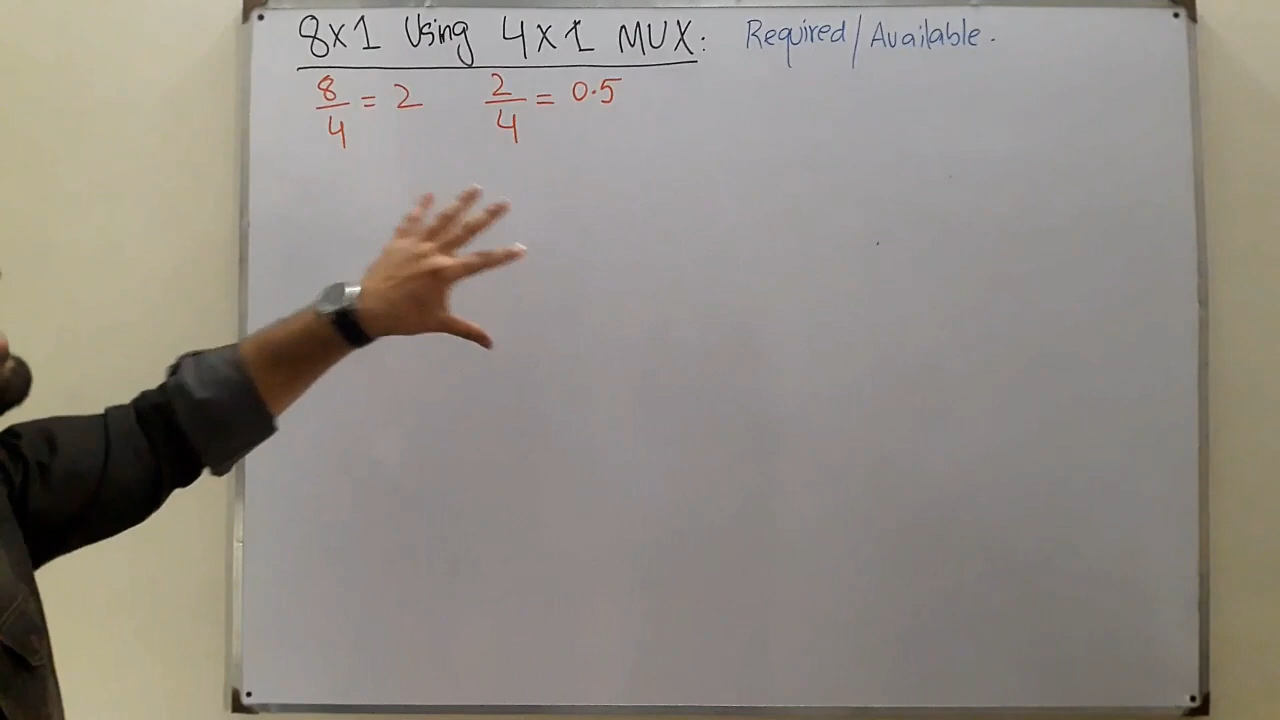 8x1 Using 4x1 MUX: Required/Available.
8/4 = 2 2/4 = 0.5